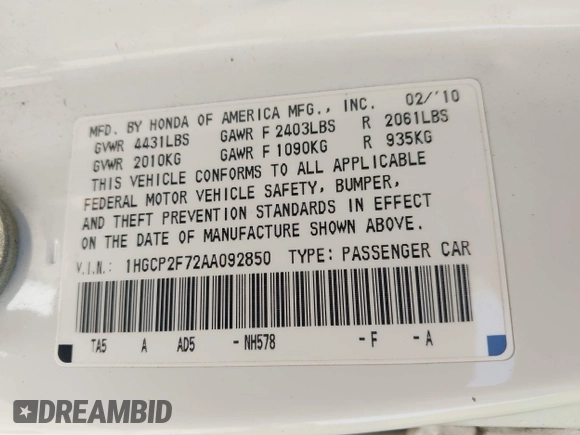 MFD. BY HONDA OF AMERICA MFG., INC. 02/'10
GVWR 4431LBS GAWR F 2403LBS R 2061LBS
GVWR 2010KG GAWR F 1090KG R 935KG
THIS VEHICLE CONFORMS TO ALL APPLICABLE
FEDERAL MOTOR VEHICLE SAFETY, BUMPER,
AND THEFT PREVENTION STANDARDS IN EFFECT
ON THE DATE OF MANUFACTURE SHOWN ABOVE.
V.I.N.: 1HGCP2F72AA092850 TYPE: PASSENGER CAR
TA5 A AD5 -NH578 -F -A
DREAMBID